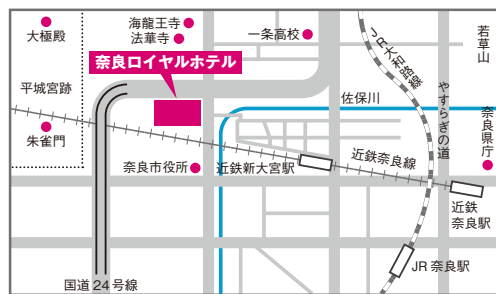 海龍王寺
法華寺
大極殿
一条高校
JR大和路線
若草山
奈良ロイヤルホテル
平城宮跡
佐保川
やすらぎの道
奈良県庁
朱雀門
奈良市役所
近鉄新大宮駅
近鉄奈良線
近鉄
奈良駅
JR奈良駅
国道24号線